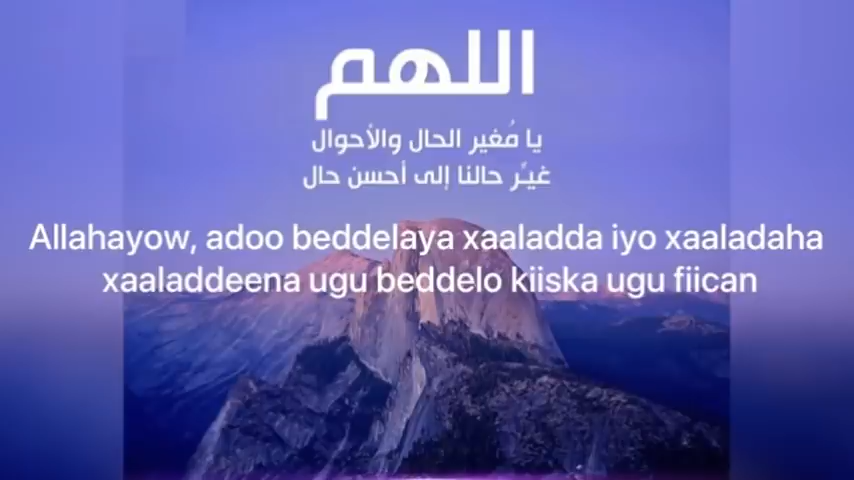 اللهم
يا مُغير الحال والأحوال
غيّر حالنا إلى أحسن حال
Allahayow, adoo beddelaya xaaladda iyo xaaladaha
xaaladdeena ugu beddelo kiiska ugu fiican